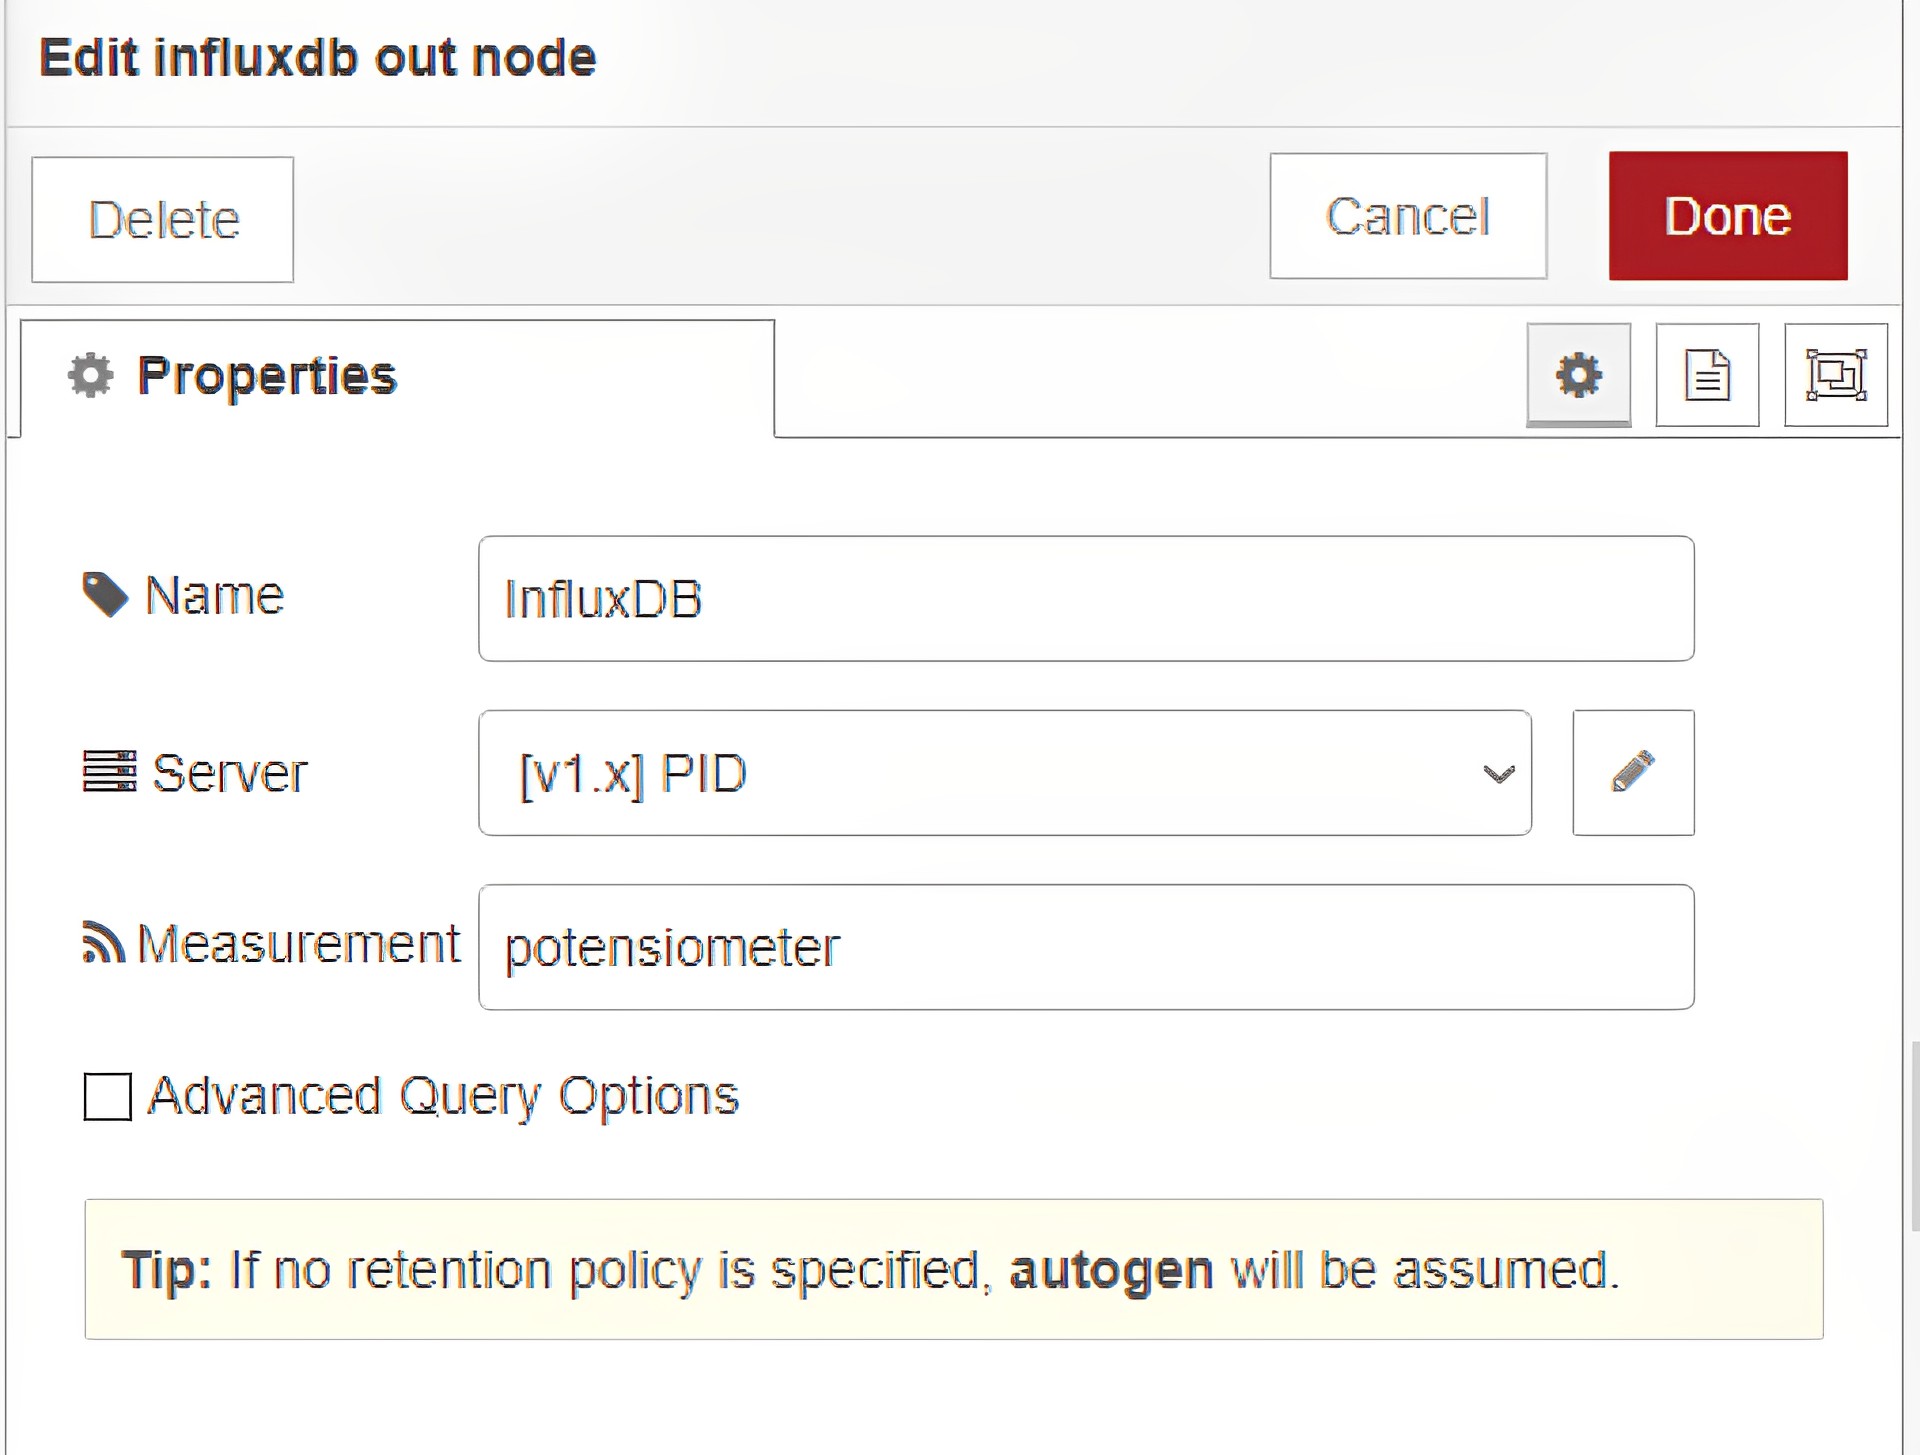 Edit influxdb out node
Delete
Cancel
Done
Properties
Name
InfluxDB
Server
[v1.x] PID
Measurement
potensiometer
Advanced Query Options
Tip: If no retention policy is specified, autogen will be assumed.